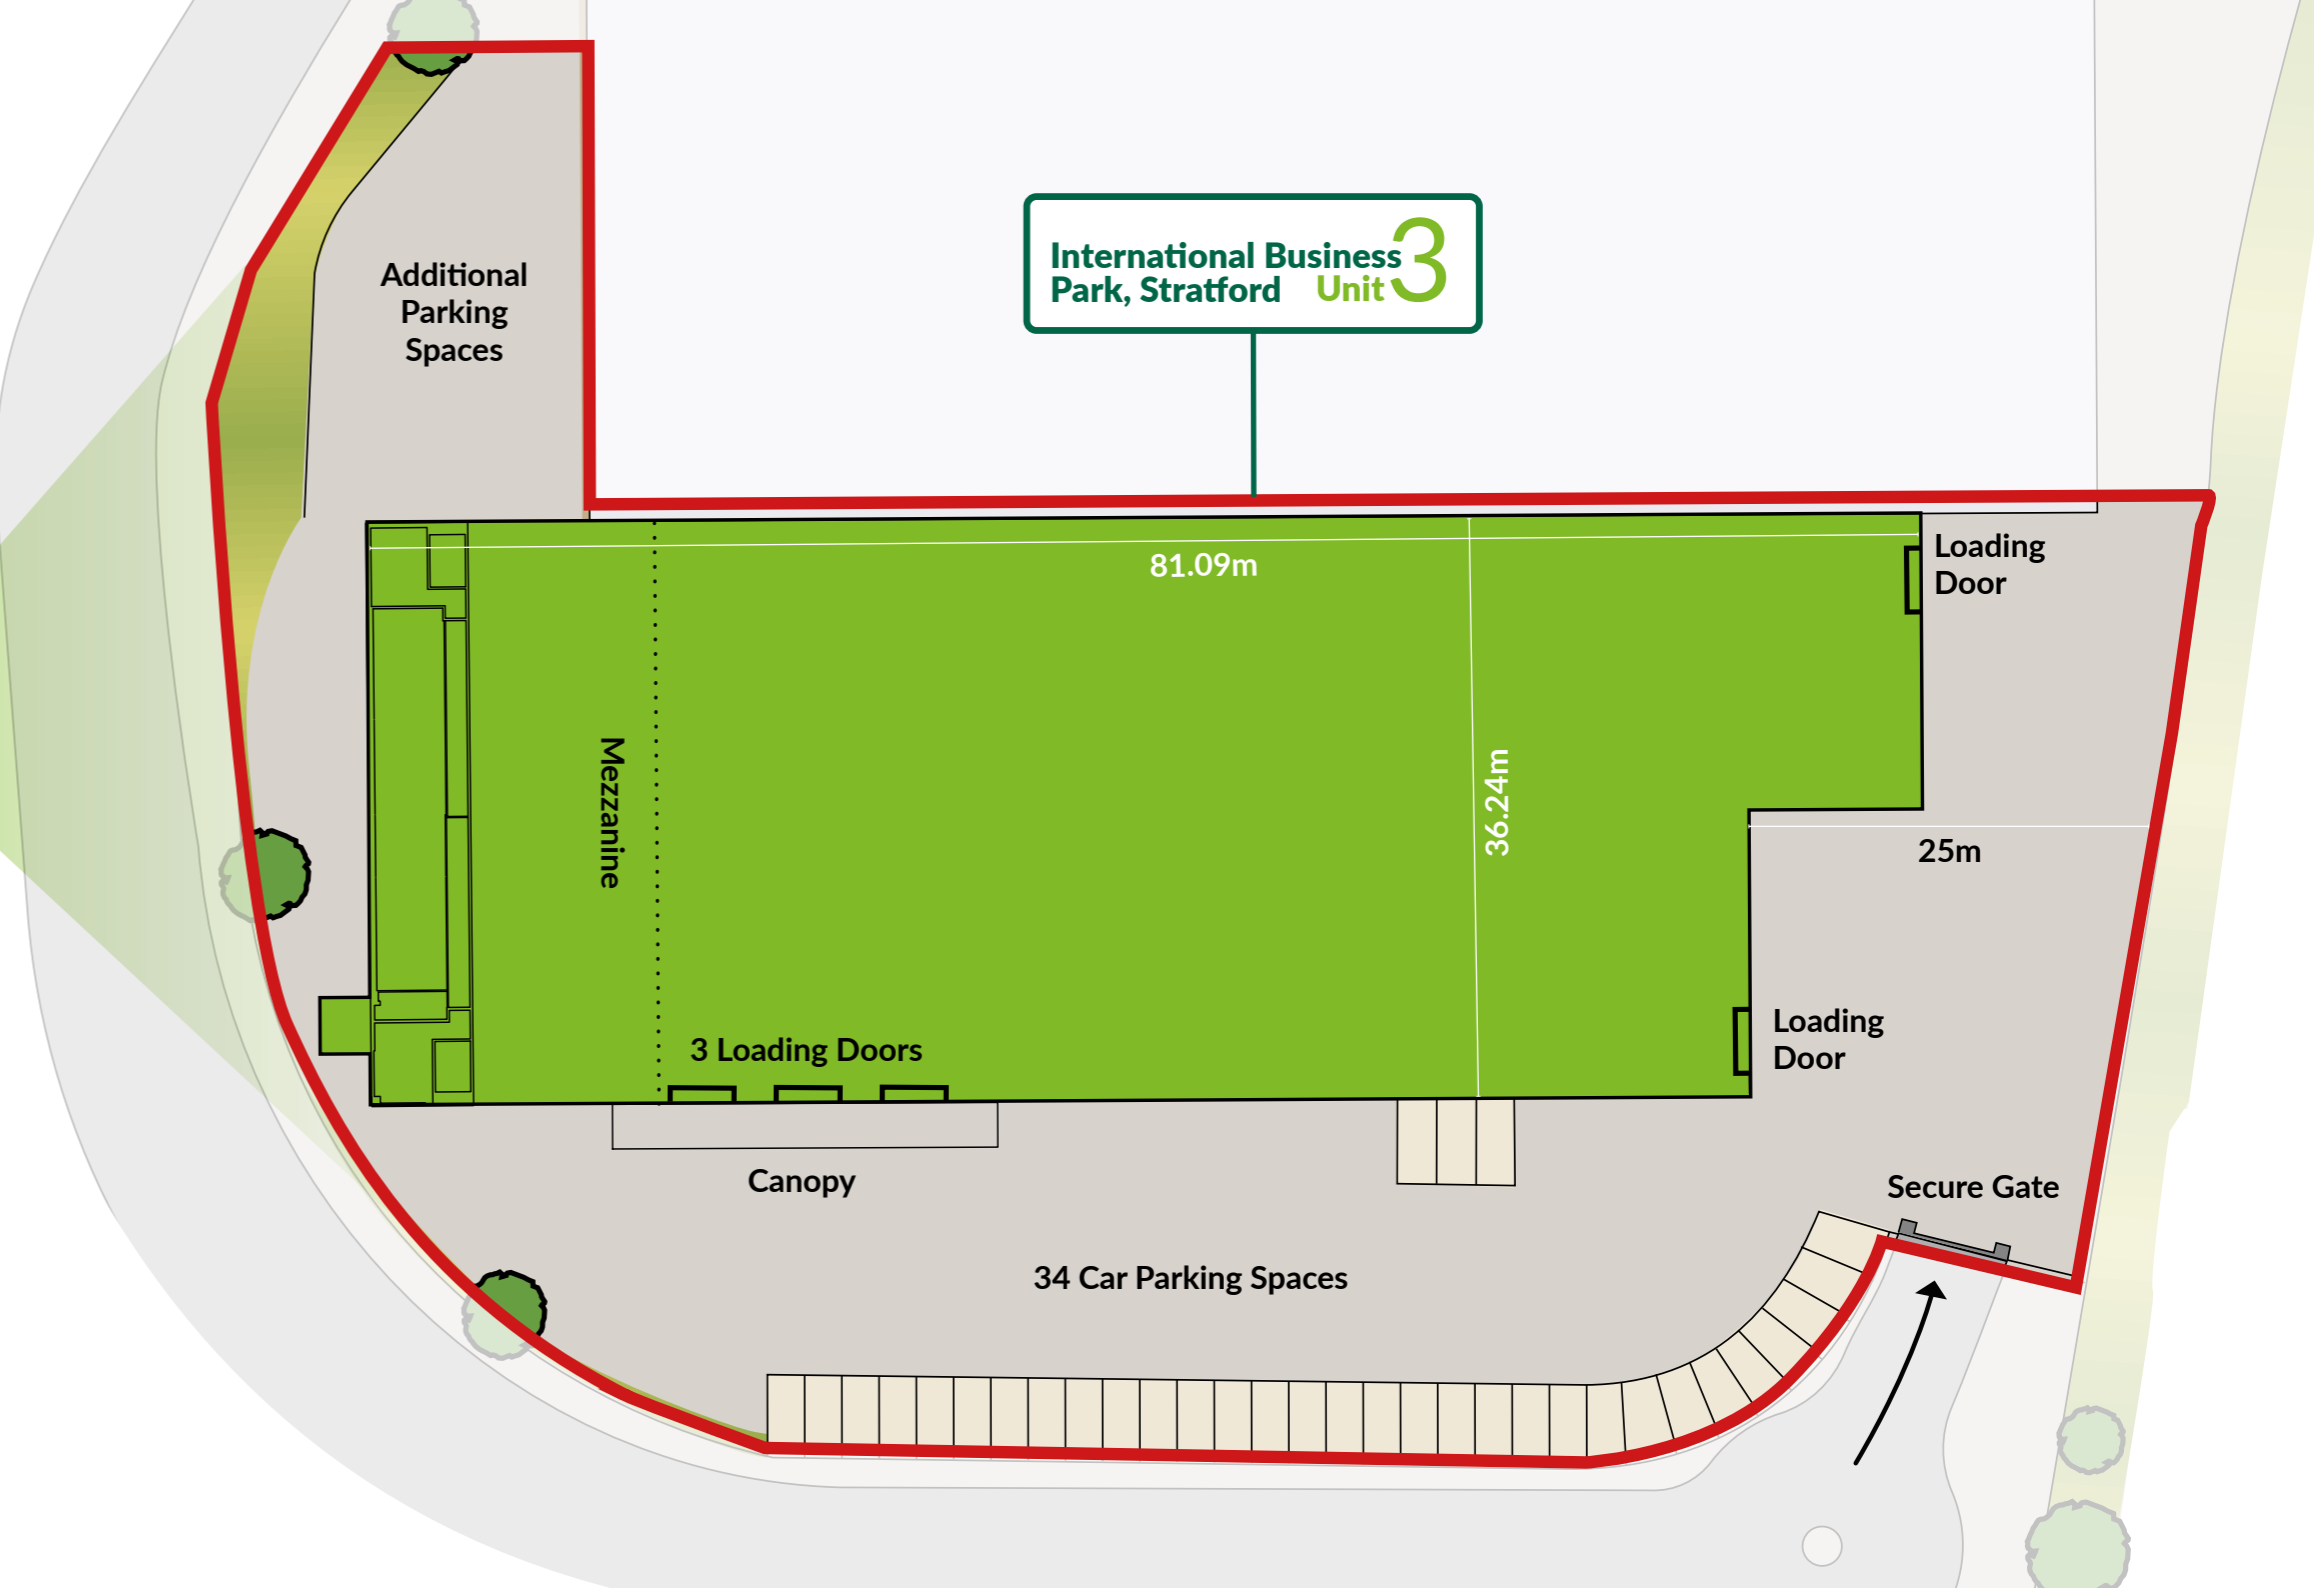 International Business
Park, Stratford Unit 3
Additional
Parking
Spaces
81.09m
Loading
Door
Mezzanine
36.24m
25m
3 Loading Doors
Loading
Door
Canopy
Secure Gate
34 Car Parking Spaces